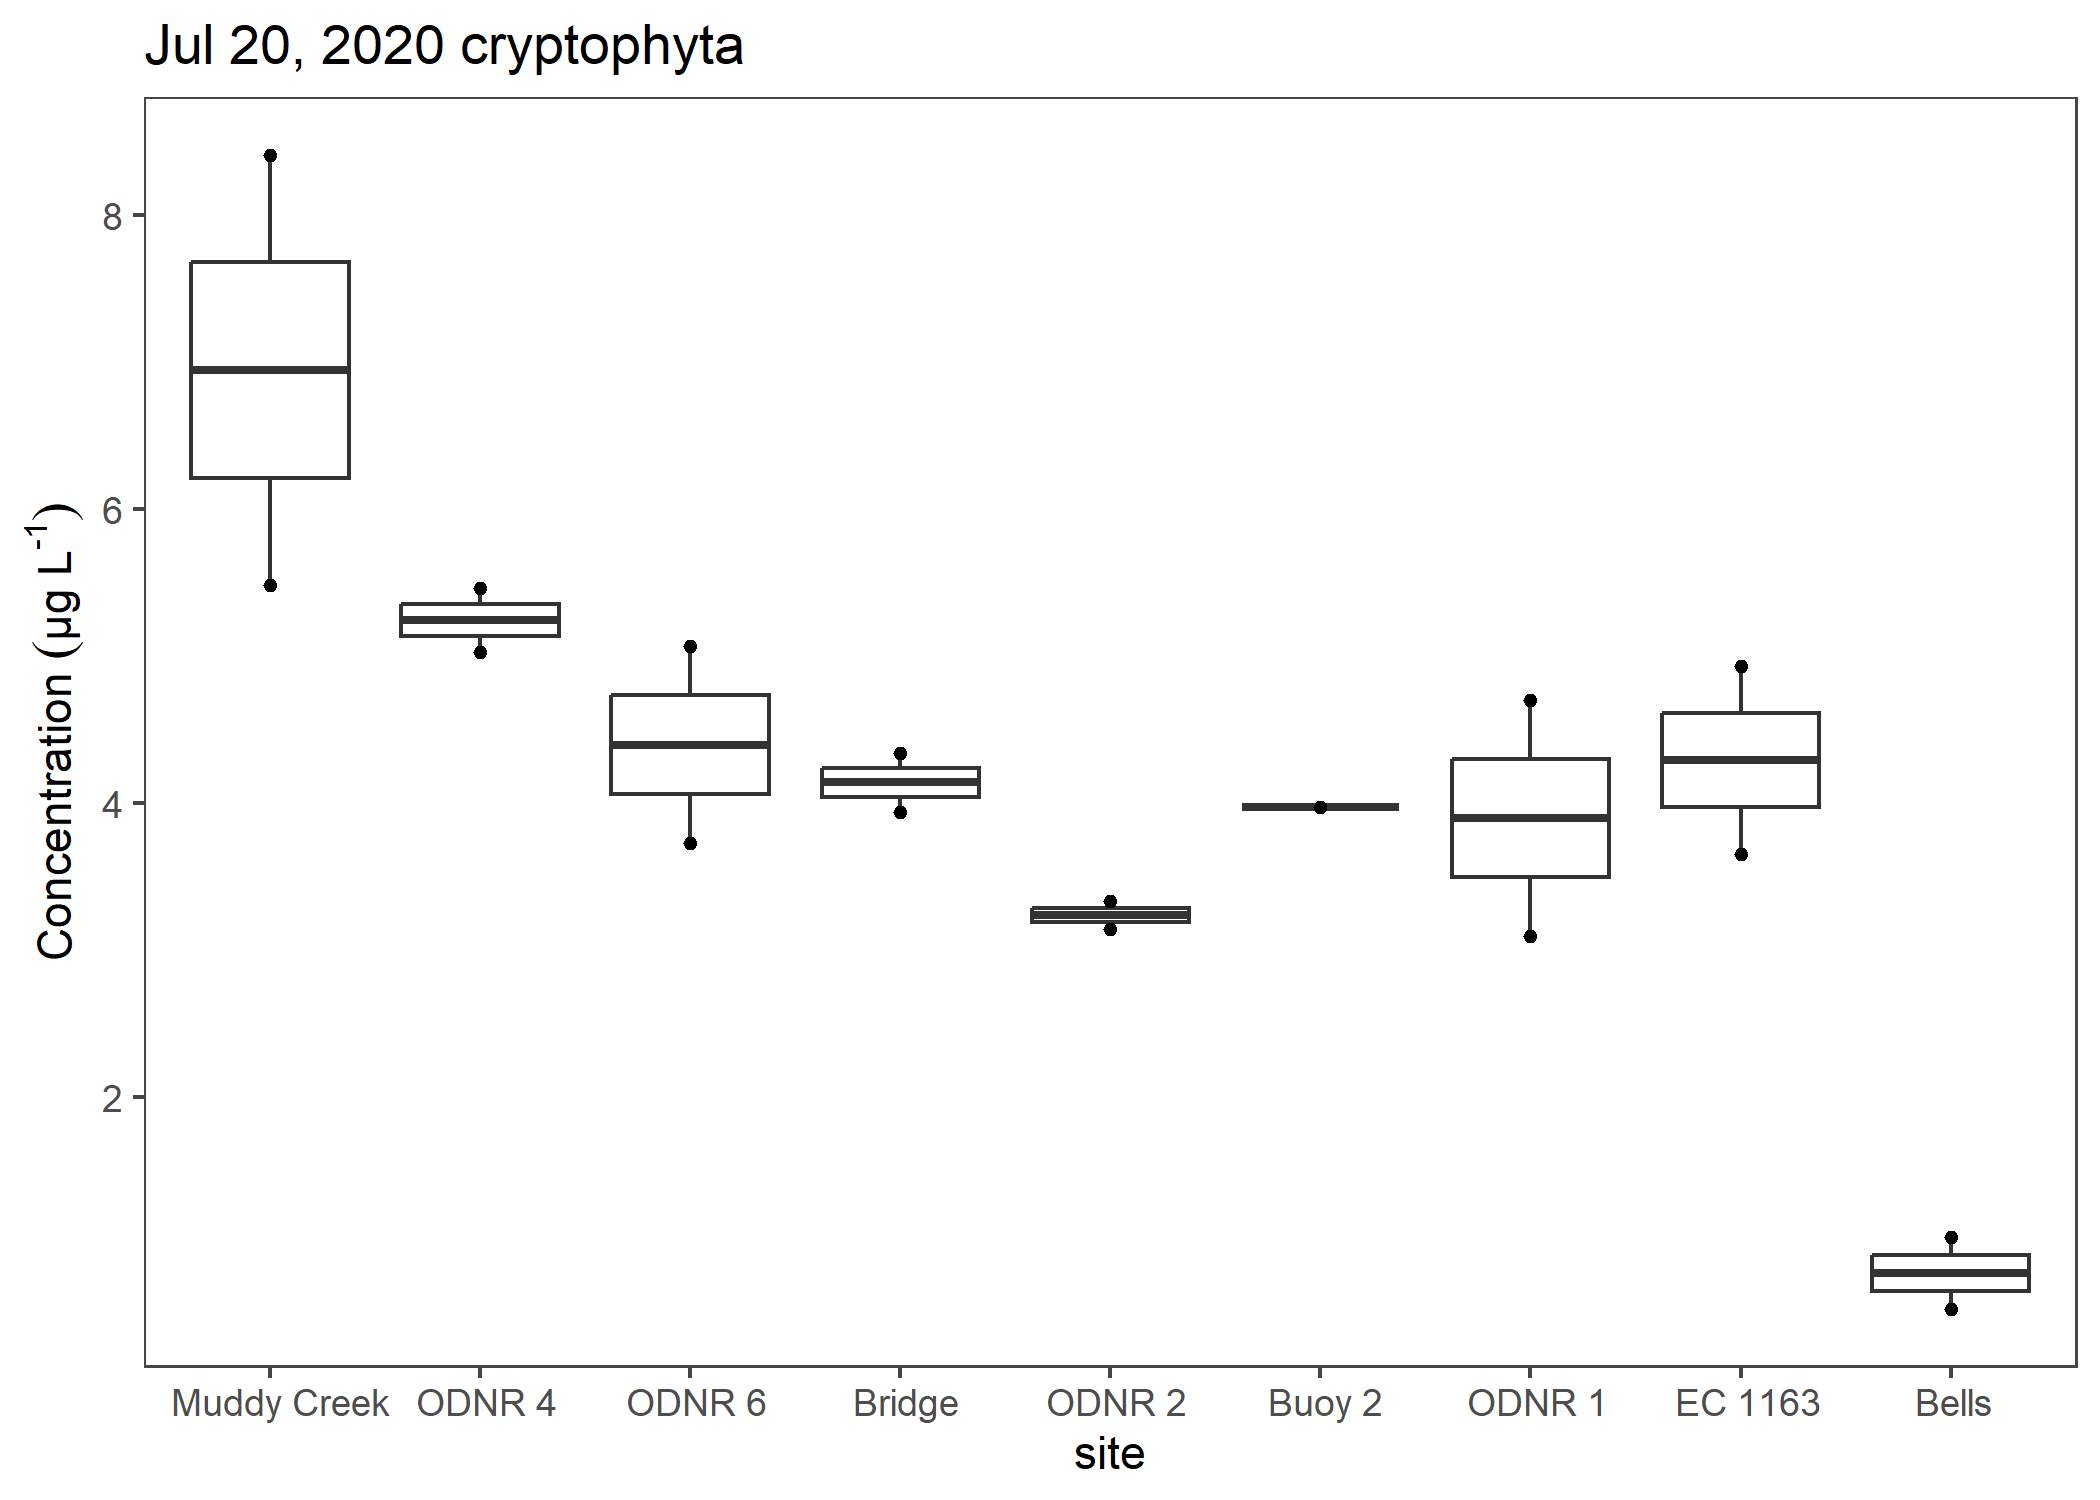 Jul 20, 2020 cryptophyta
Concentration (µg L⁻¹)
8
6
4
2
Muddy Creek ODNR 4 ODNR 6 Bridge ODNR 2 Buoy 2 ODNR 1 EC 1163 Bells
site